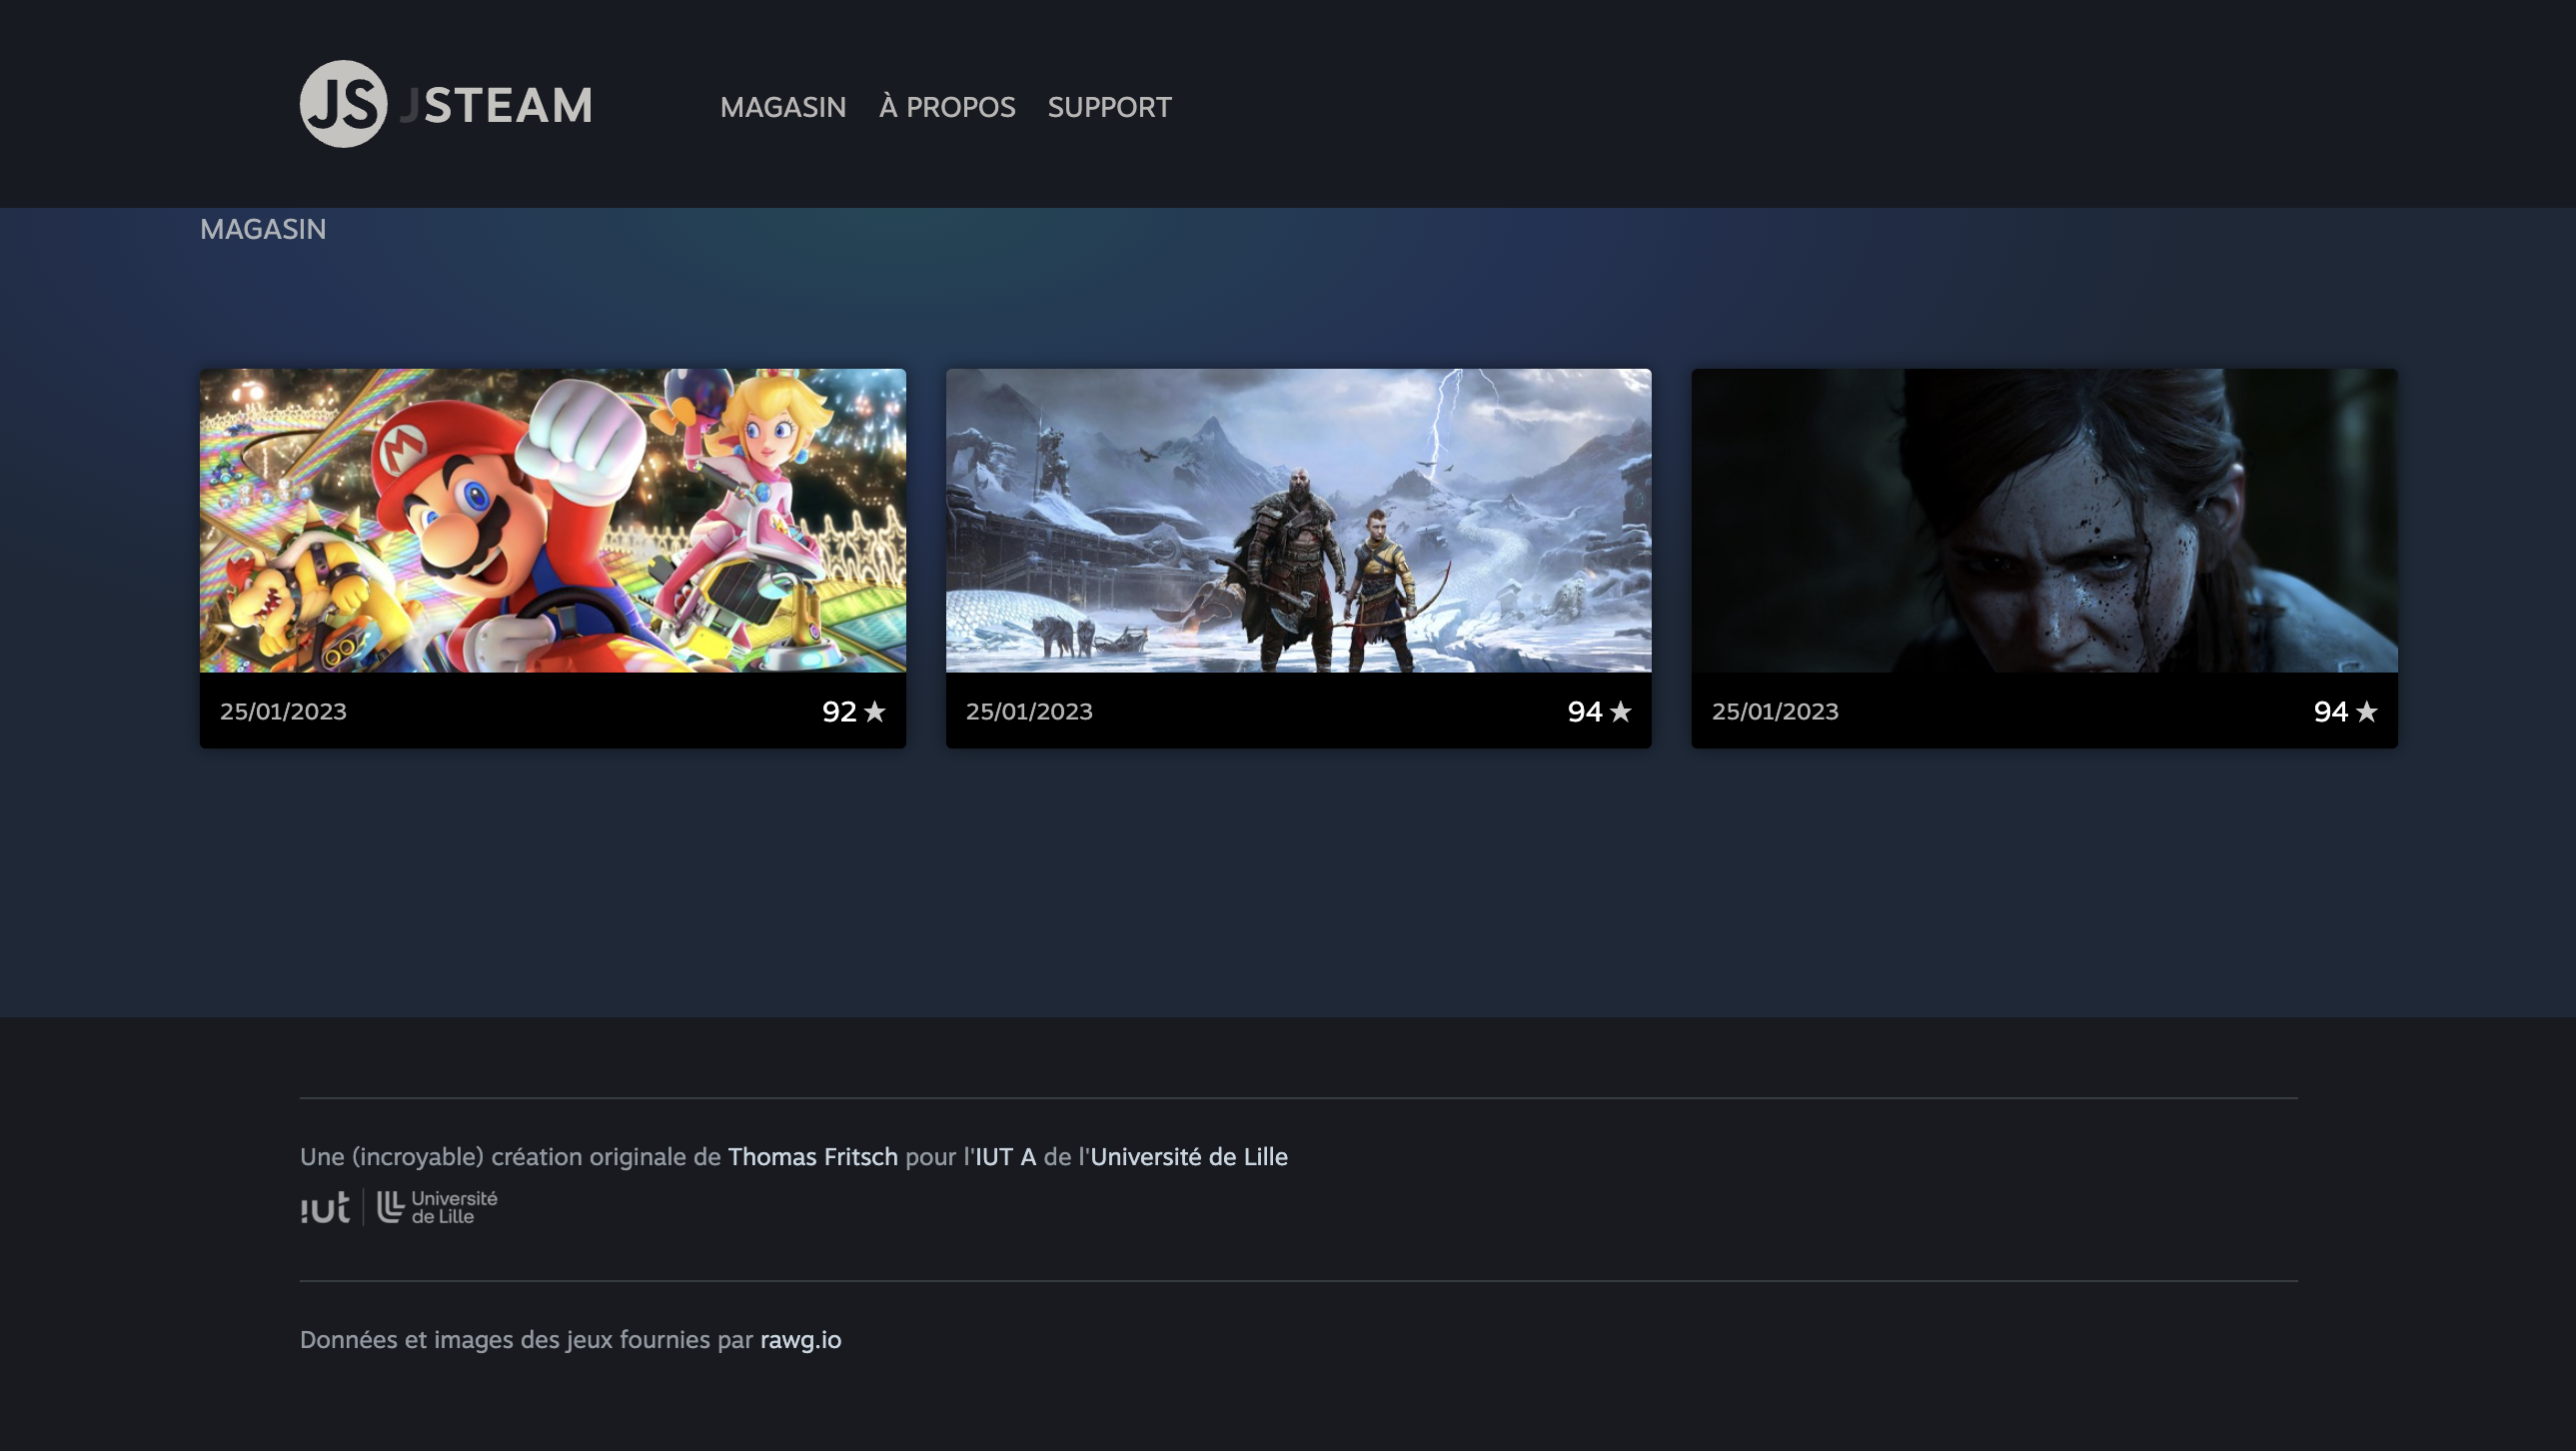 JS JSTEAM
MAGASIN À PROPOS SUPPORT
MAGASIN
M
25/01/2023 92 ★
25/01/2023 94 ★
25/01/2023 94 ★
Une (incroyable) création originale de Thomas Fritsch pour l'IUT A de l'Université de Lille
iut Université
de Lille
Données et images des jeux fournies par rawg.io